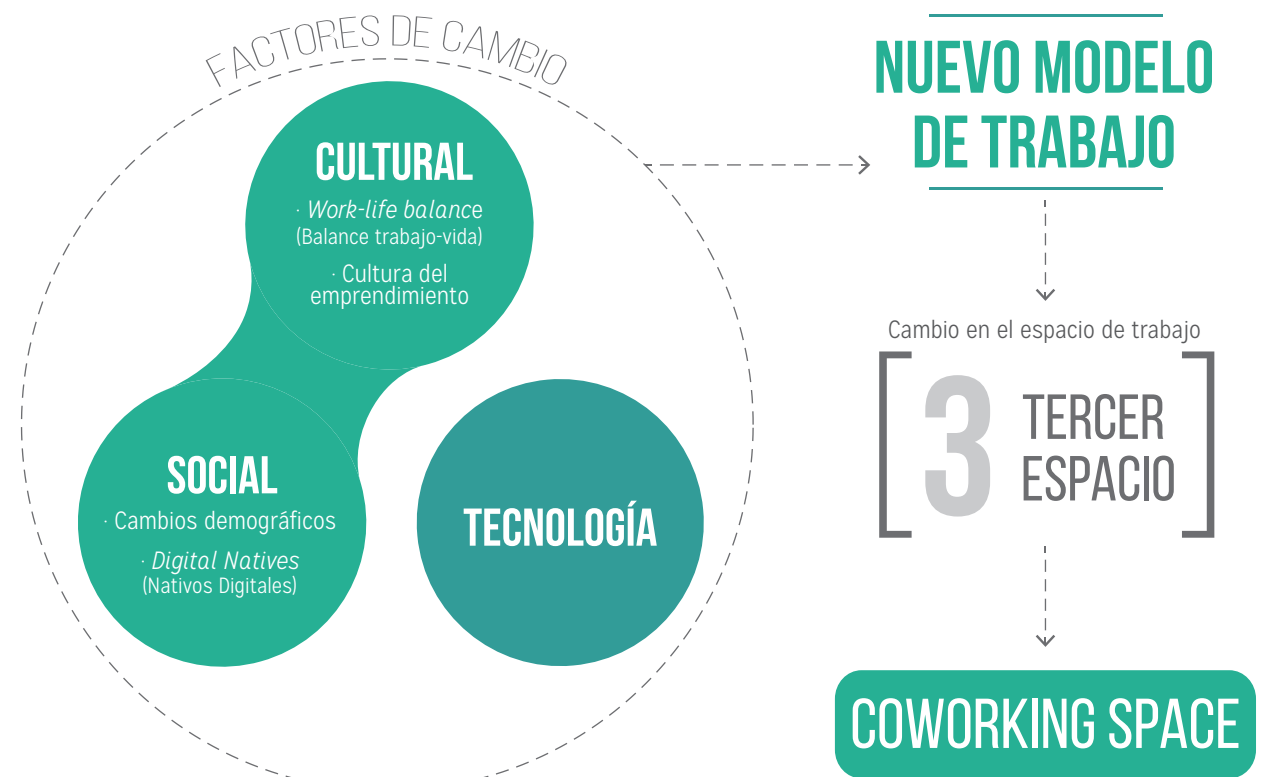 FACTORES DE CAMBIO
CULTURAL
· Work-life balance
(Balance trabajo-vida)
· Cultura del
emprendimiento
SOCIAL
· Cambios demográficos
· Digital Natives
(Nativos Digitales)
TECNOLOGÍA
NUEVO MODELO
DE TRABAJO
Cambio en el espacio de trabajo
3
TERCER
ESPACIO
COWORKING SPACE